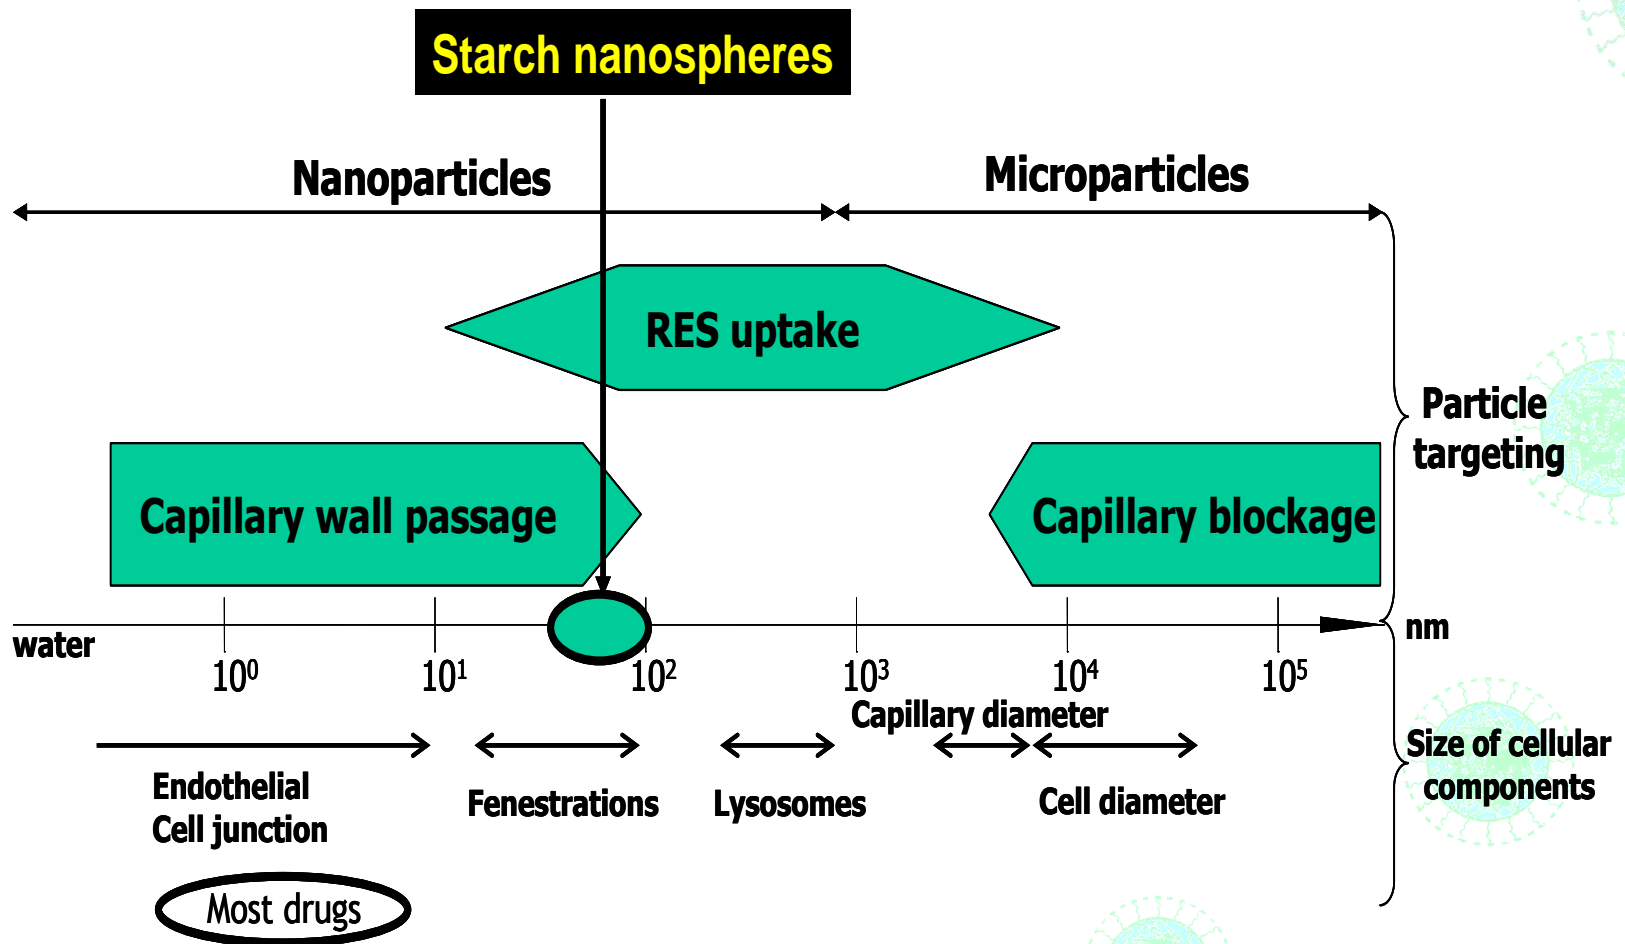 Starch nanospheres
Nanoparticles
Microparticles
RES uptake
Particle
targeting
Capillary wall passage
Capillary blockage
water
nm
10⁰
10¹
10²
10³
10⁴
10⁵
Capillary diameter
Size of cellular
components
Endothelial
Cell junction
Fenestrations
Lysosomes
Cell diameter
Most drugs